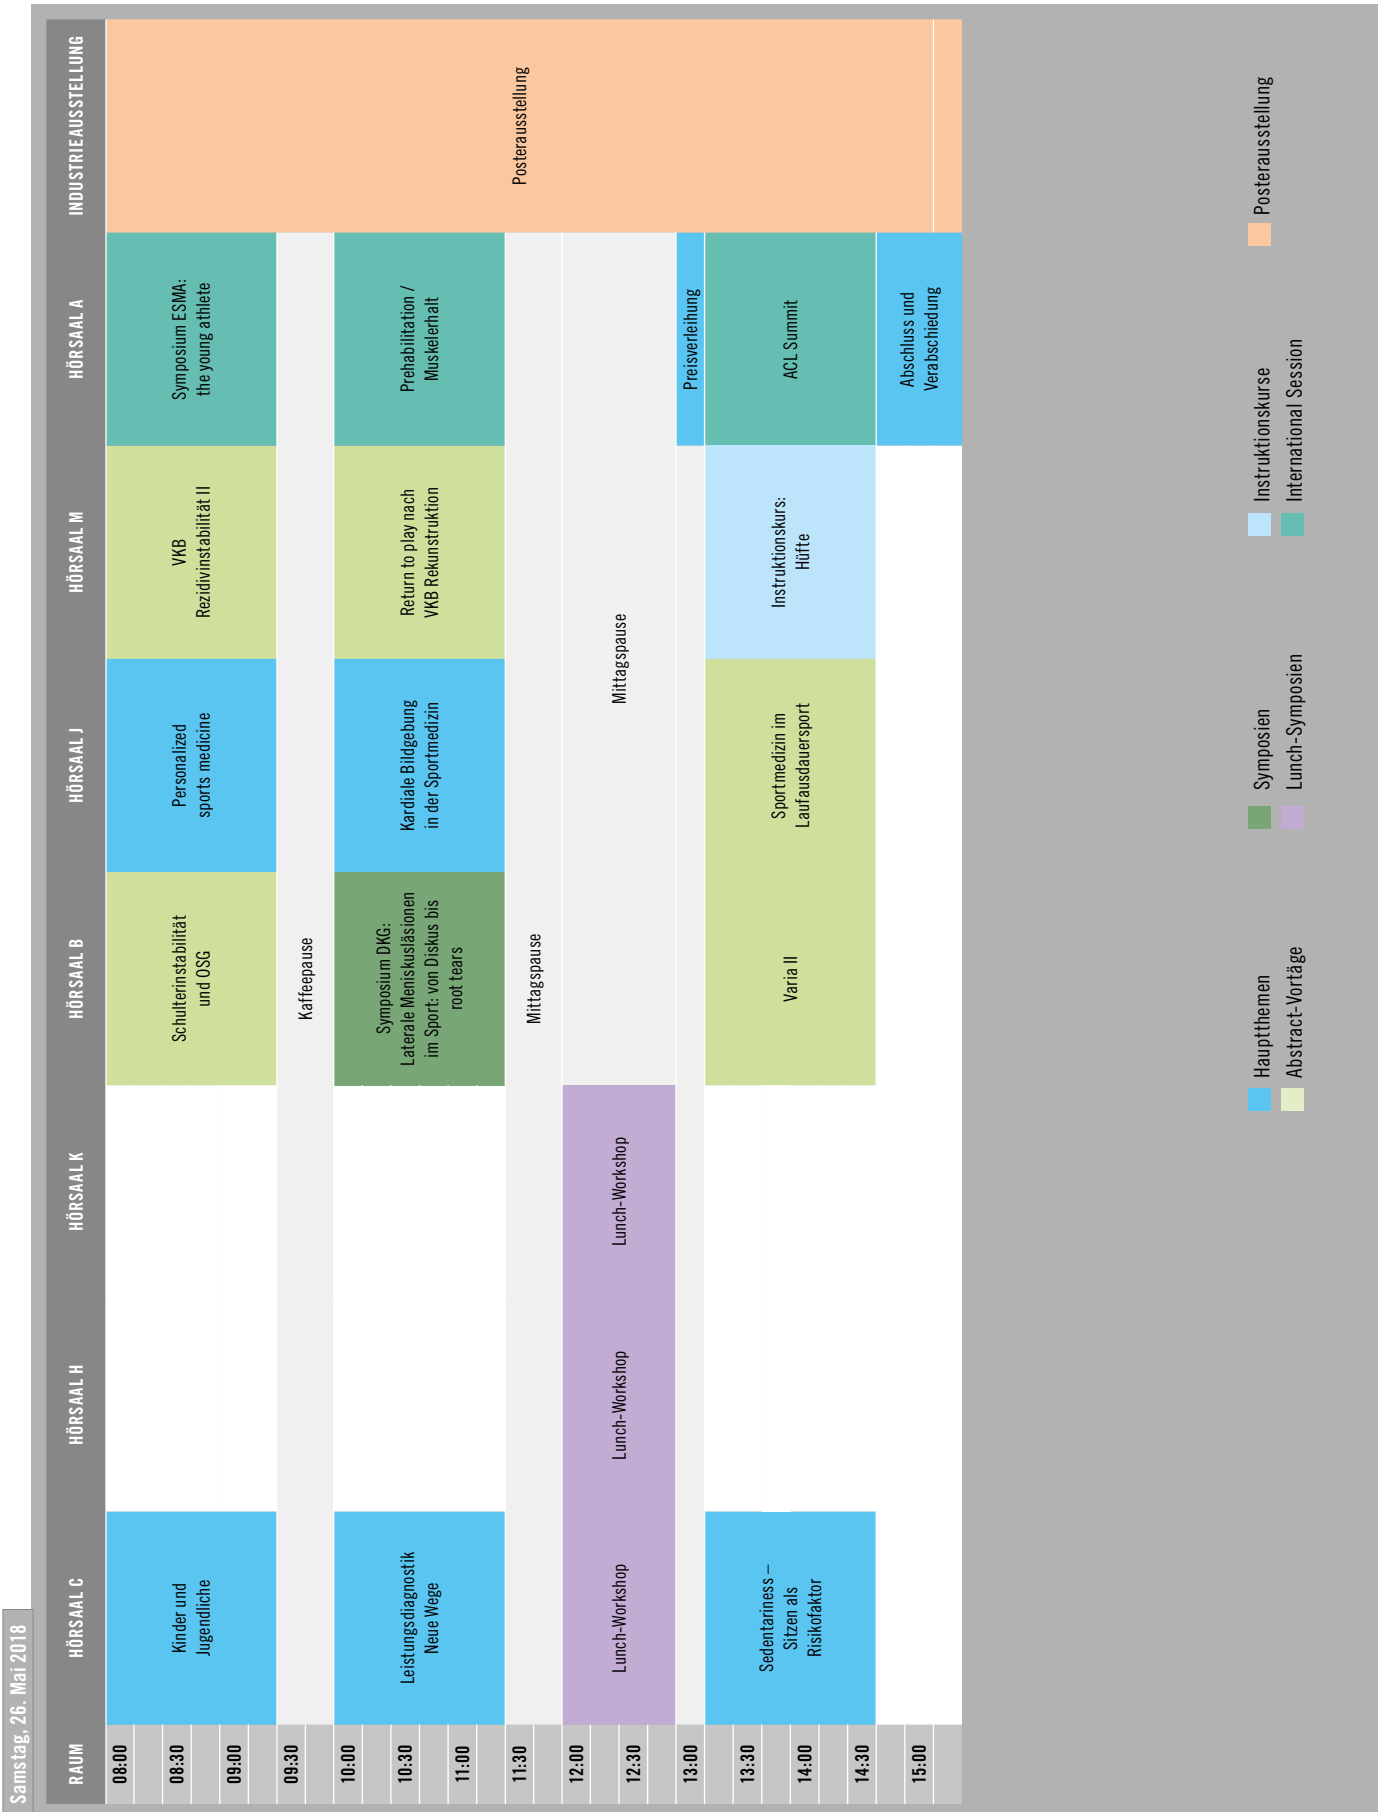 Samstag, 26. Mai 2018
RAUM
HÖRSAAL C
HÖRSAAL H
HÖRSAAL K
HÖRSAAL B
HÖRSAAL J
HÖRSAAL M
HÖRSAAL A
INDUSTRIEAUSSTELLUNG
08:00
08:30
09:00
Kinder und
Jugendliche
Schulterinstabilität
und OSG
Personalized
sports medicine
VKB
Rezidivinstabilität II
Symposium ESMA:
the young athlete
Posterausstellung
09:30
Kaffeepause
10:00
10:30
11:00
Leistungsdiagnostik
Neue Wege
Symposium DKG:
Laterale Meniskusläsionen
im Sport: von Diskus bis
root tears
Kardiale Bildgebung
in der Sportmedizin
Return to play nach
VKB Rekunstruktion
Prehabilitation /
Muskelerhalt
11:30
Mittagspause
12:00
12:30
Lunch-Workshop
Lunch-Workshop
Lunch-Workshop
Mittagspause
13:00
Preisverleihung
13:30
14:00
14:30
Sedentariness –
Sitzen als
Risikofaktor
Varia II
Sportmedizin im
Laufausdauersport
Instruktionskurs:
Hüfte
ACL Summit
15:00
Abschluss und
Verabschiedung
Hauptthemen
Abstract-Vortäge
Symposien
Lunch-Symposien
Instruktionskurse
International Session
Posterausstellung